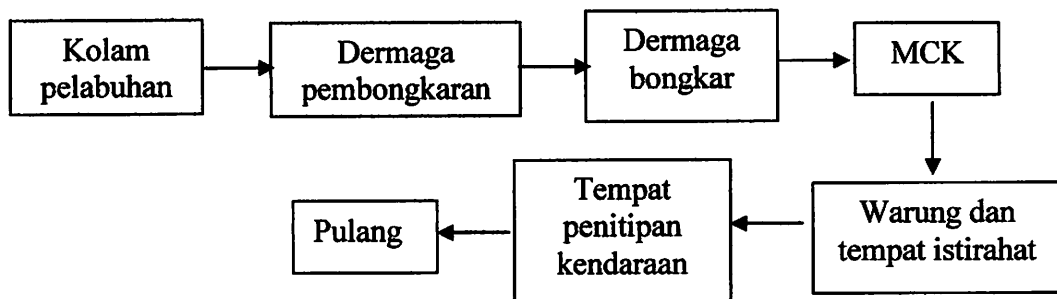 Kolam
pelabuhan
Dermaga
pembongkaran
Dermaga
bongkar
MCK
Warung dan
tempat istirahat
Tempat
penitipan
kendaraan
Pulang